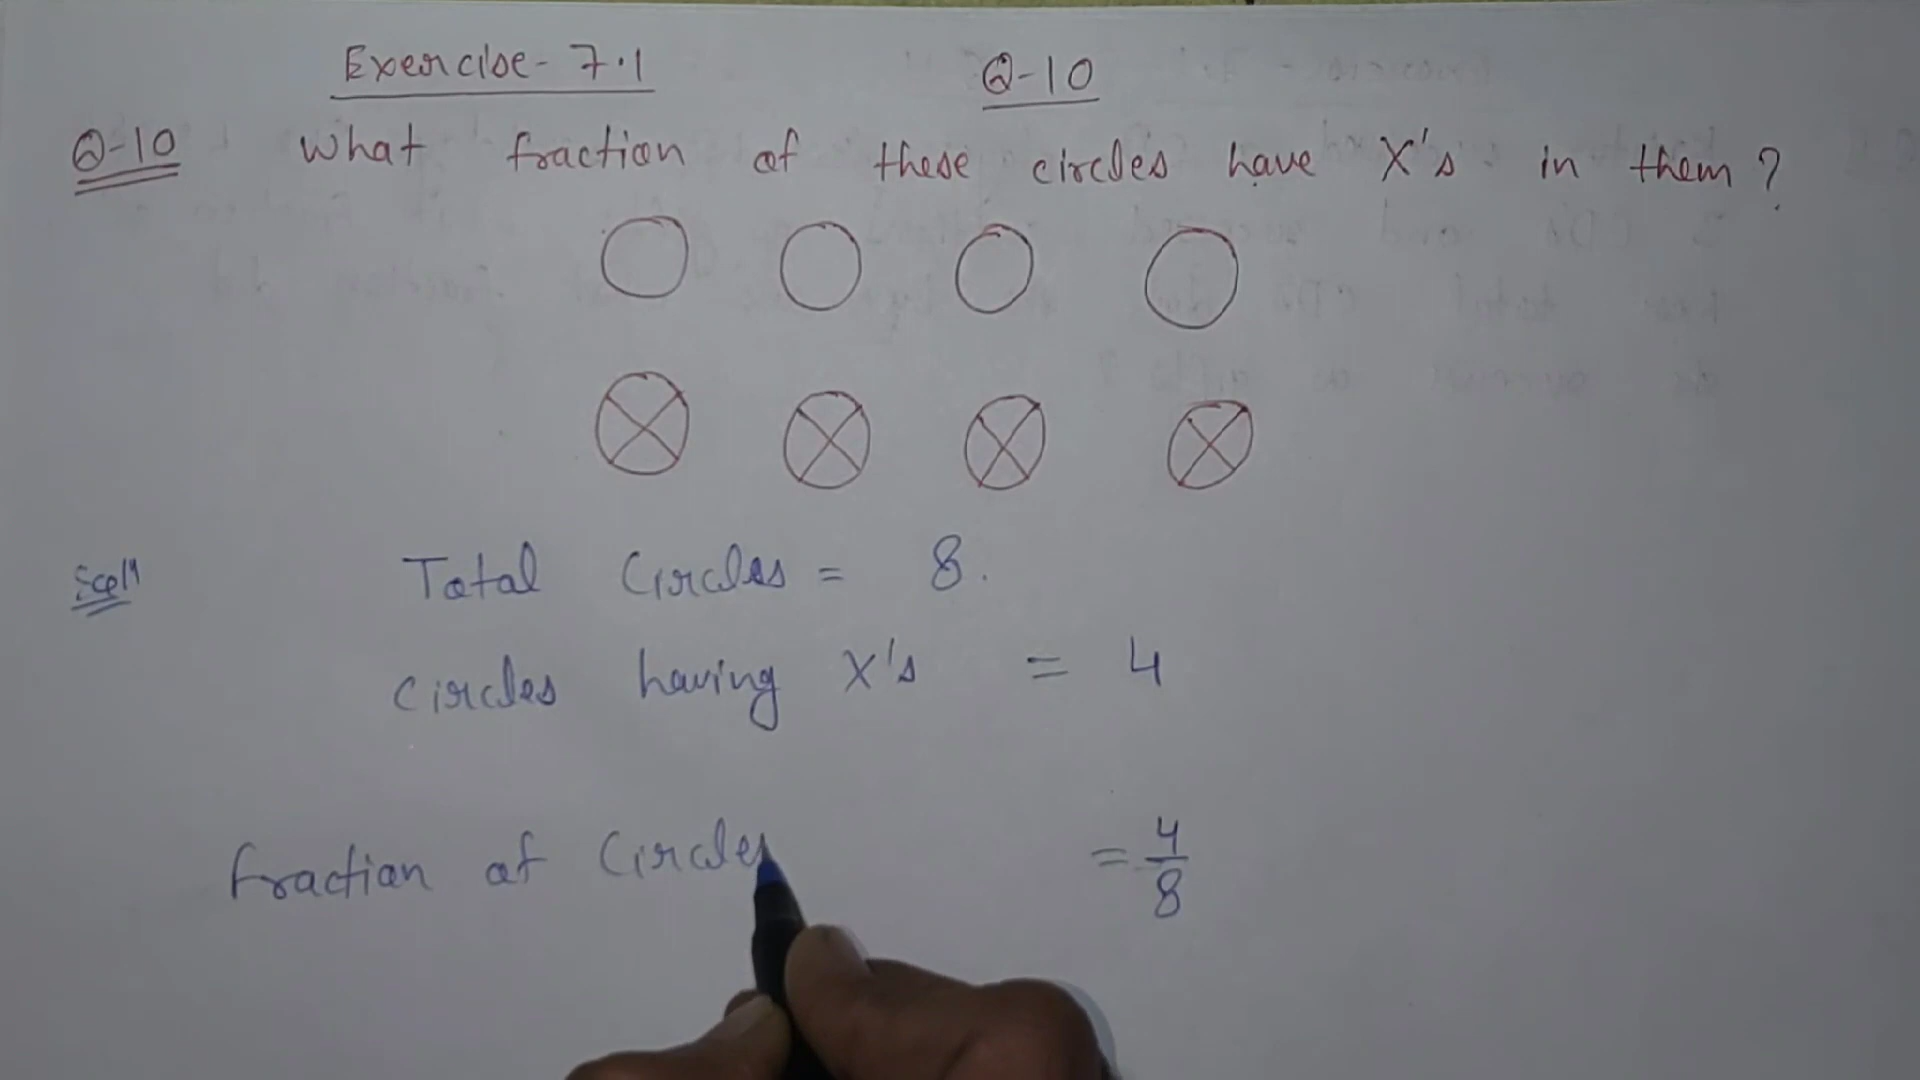 Exercise-7.1 Q-10
Q-10 What fraction of these circles have X's in them?
Soln Total Circles = 8.
Circles having X's = 4
fraction of Circles = 4/8